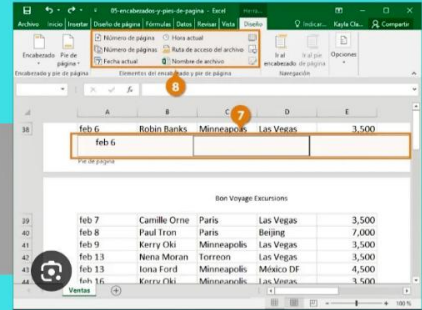 05-encabezados-y-pies-de-pagina - Excel
Archivo Inicio Insertar Diseño de página Fórmulas Datos Revisar Vista Diseño Indicar... Kayla Cla... Compartir
Encabezado Pie de página
Número de página Hora actual
Número de páginas Ruta de acceso del archivo
Fecha actual Nombre de archivo
Ir al encabezado Ir al pie de página
Opciones
Encabezado y pie de página Elementos del encabezado y pie de página Navegación
8
fx
7
A B C D E
38 feb 6 Robin Banks Minneapolis Las Vegas 3,500
feb 6
Pie de página
Bon Voyage Excursions
39 feb 7 Camille Orne Paris Las Vegas 3,500
40 feb 8 Paul Tron Paris Beijing 7,000
41 feb 9 Kerry Oki Minneapolis Las Vegas 3,500
42 feb 13 Nena Moran Torreon Las Vegas 3,500
43 feb 13 Iona Ford Minneapolis México DF 4,500
44 feb 16 Kerry Oki Minneapolis Las Vegas 3,500
Ventas
100 %